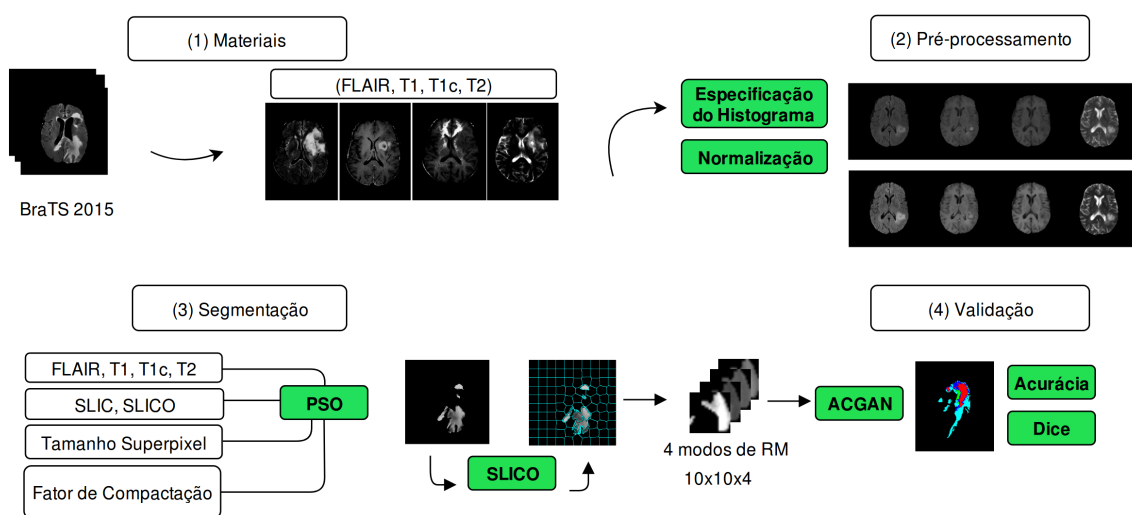 (1) Materiais
(2) Pré-processamento
(FLAIR, T1, T1c, T2)
Especificação
do Histograma
Normalização
BraTS 2015
(3) Segmentação
(4) Validação
FLAIR, T1, T1c, T2
SLIC, SLICO
Tamanho Superpixel
Fator de Compactação
PSO
SLICO
4 modos de RM
10x10x4
ACGAN
Acurácia
Dice